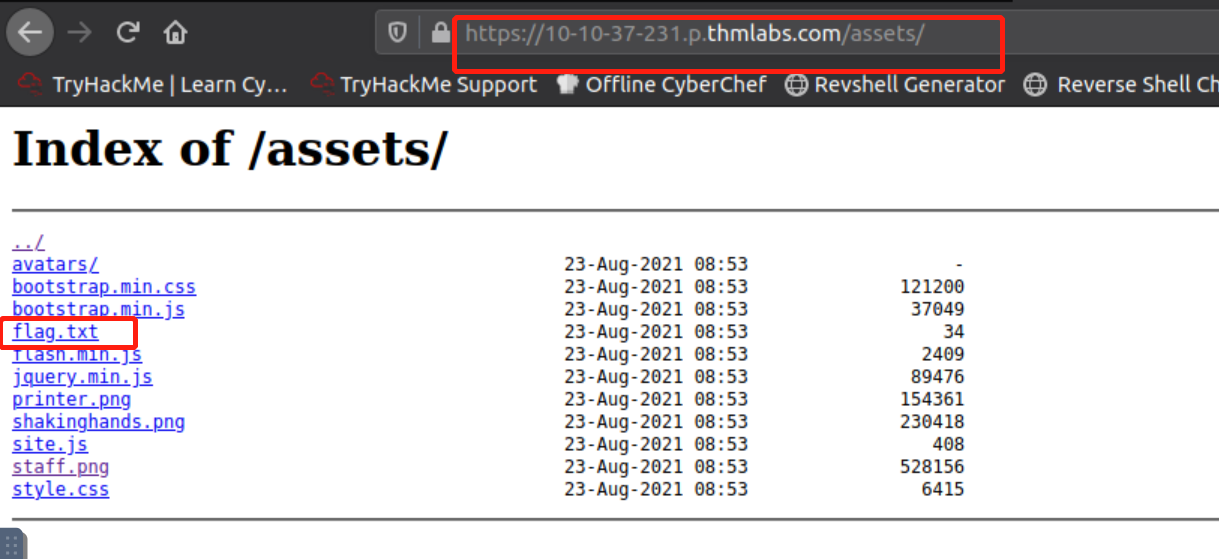 https://10-10-37-231.p.thmlabs.com/assets/
TryHackMe | Learn Cy... TryHackMe Support Offline CyberChef Revshell Generator Reverse Shell Ch
Index of /assets/
../
avatars/ 23-Aug-2021 08:53 -
bootstrap.min.css 23-Aug-2021 08:53 121200
bootstrap.min.js 23-Aug-2021 08:53 37049
flag.txt 23-Aug-2021 08:53 34
flash.min.js 23-Aug-2021 08:53 2409
jquery.min.js 23-Aug-2021 08:53 89476
printer.png 23-Aug-2021 08:53 154361
shakinghands.png 23-Aug-2021 08:53 230418
site.js 23-Aug-2021 08:53 408
staff.png 23-Aug-2021 08:53 528156
style.css 23-Aug-2021 08:53 6415